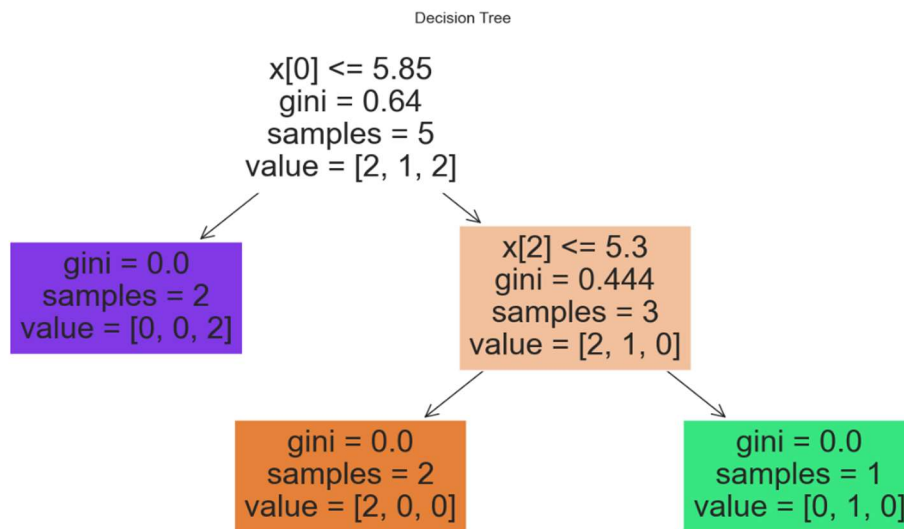 Decision Tree
x[0] <= 5.85
gini = 0.64
samples = 5
value = [2, 1, 2]
gini = 0.0
samples = 2
value = [0, 0, 2]
x[2] <= 5.3
gini = 0.444
samples = 3
value = [2, 1, 0]
gini = 0.0
samples = 2
value = [2, 0, 0]
gini = 0.0
samples = 1
value = [0, 1, 0]